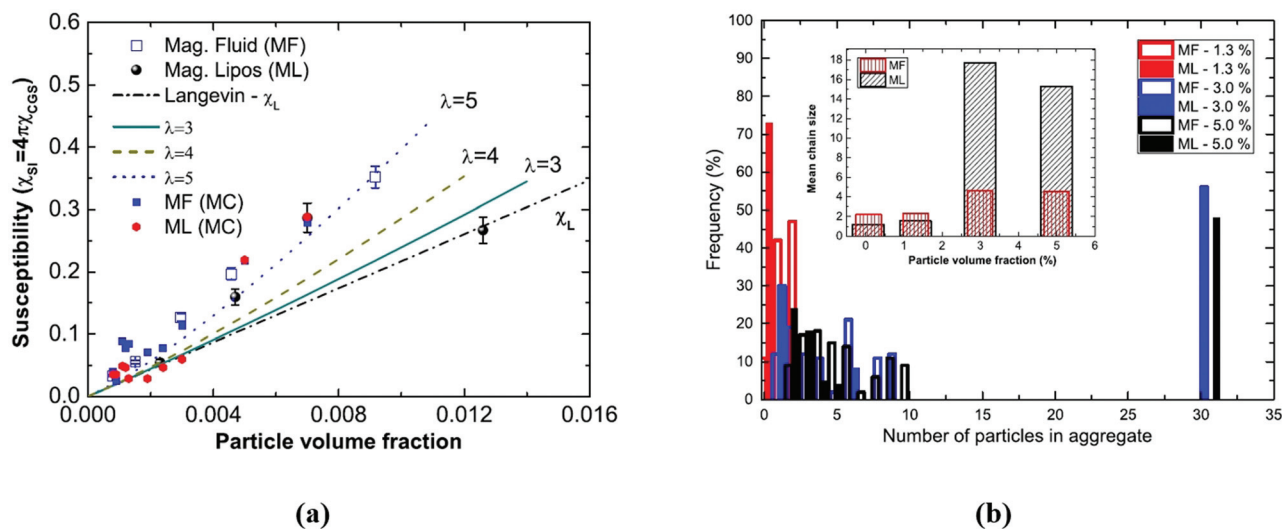 0.6
0.5
0.4
0.3
0.2
0.1
0.0
Susceptibility (χSI=4πχCGS)
Mag. Fluid (MF)
Mag. Lipos (ML)
Langevin - χL
λ=3
λ=4
λ=5
MF (MC)
ML (MC)
λ=5
λ=4
λ=3
χL
0.000 0.004 0.008 0.012 0.016
Particle volume fraction
(a)
100
90
80
70
60
50
40
30
20
10
0
Frequency (%)
MF - 1.3 %
ML - 1.3 %
MF - 3.0 %
ML - 3.0 %
MF - 5.0 %
ML - 5.0 %
18
16
14
12
10
8
6
4
2
0
Mean chain size
MF
ML
0 1 2 3 4 5 6
Particle volume fraction (%)
0 5 10 15 20 25 30 35
Number of particles in aggregate
(b)